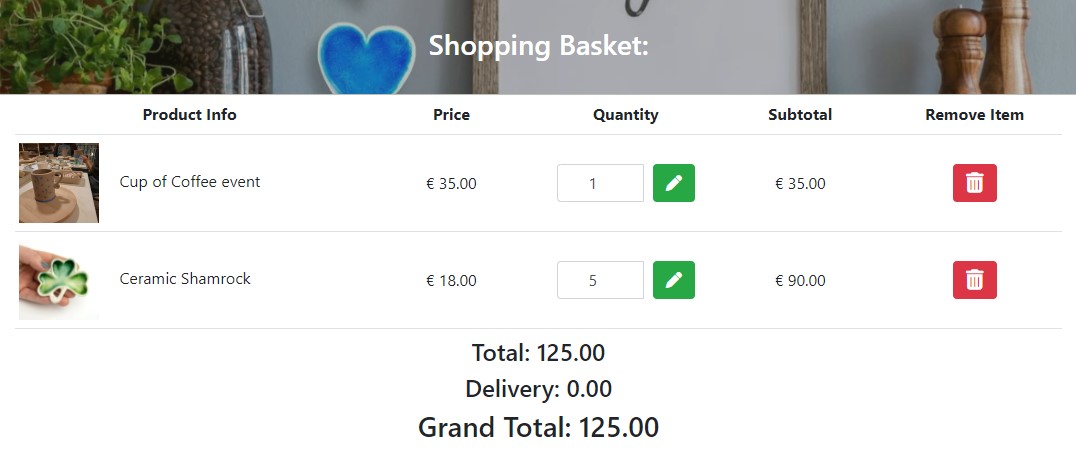 Shopping Basket:
Product Info Price Quantity Subtotal Remove Item
Cup of Coffee event € 35.00 1 € 35.00
Ceramic Shamrock € 18.00 5 € 90.00
Total: 125.00
Delivery: 0.00
Grand Total: 125.00